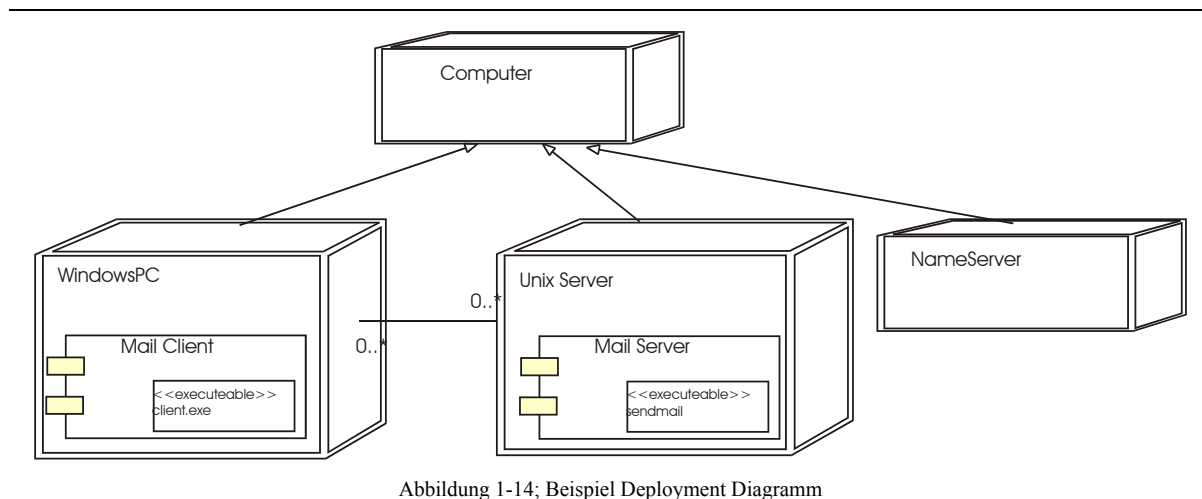 Computer
WindowsPC
Unix Server
NameServer
0..*
0..*
Mail Client
Mail Server
<<executeable>>
client.exe
<<executeable>>
sendmail
Abbildung 1-14; Beispiel Deployment Diagramm